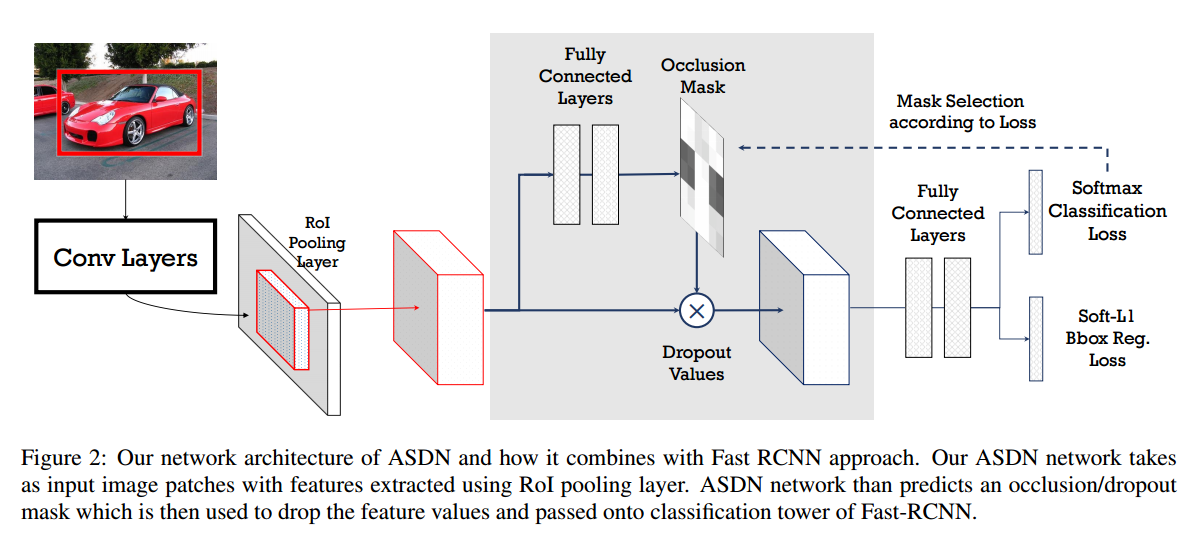 Fully
Connected
Layers
Occlusion
Mask
Mask Selection
according to Loss
Conv Layers
RoI
Pooling
Layer
Dropout
Values
Fully
Connected
Layers
Softmax
Classification
Loss
Soft-L1
Bbox Reg.
Loss
Figure 2: Our network architecture of ASDN and how it combines with Fast RCNN approach. Our ASDN network takes
as input image patches with features extracted using RoI pooling layer. ASDN network than predicts an occlusion/dropout
mask which is then used to drop the feature values and passed onto classification tower of Fast-RCNN.